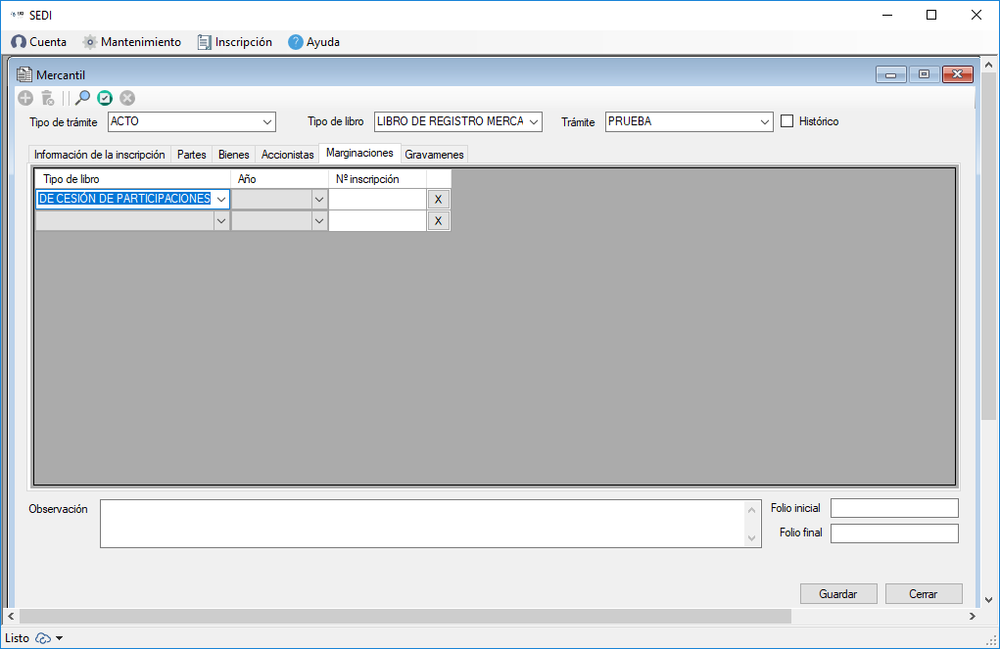 SEDI
Cuenta Mantenimiento Inscripción ? Ayuda
Mercantil
Tipo de trámite ACTO Tipo de libro LIBRO DE REGISTRO MERCA Trámite PRUEBA Histórico
Información de la inscripción Partes Bienes Accionistas Marginaciones Gravamenes
Tipo de libro Año Nº inscripción
DE CESIÓN DE PARTICIPACIONES X
X
Observación Folio inicial
Folio final
Guardar Cerrar
Listo